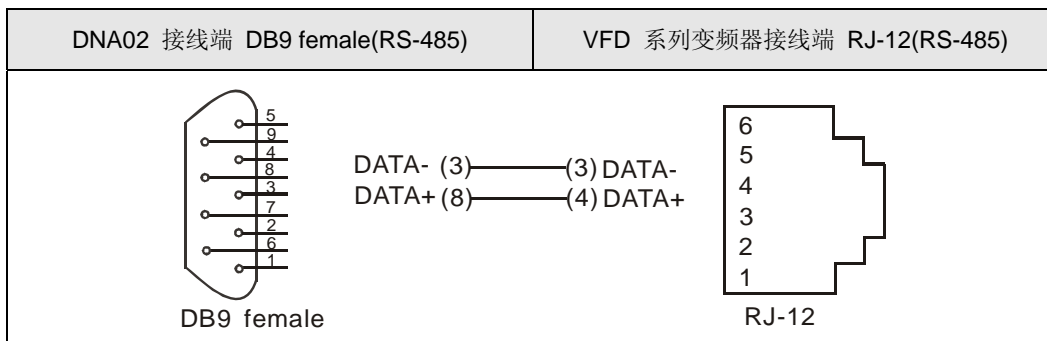 DNA02 接线端 DB9 female(RS-485)
VFD 系列变频器接线端 RJ-12(RS-485)
5
9
4
8
3
7
2
6
1
DB9 female
DATA- (3) (3) DATA-
DATA+ (8) (4) DATA+
6
5
4
3
2
1
RJ-12